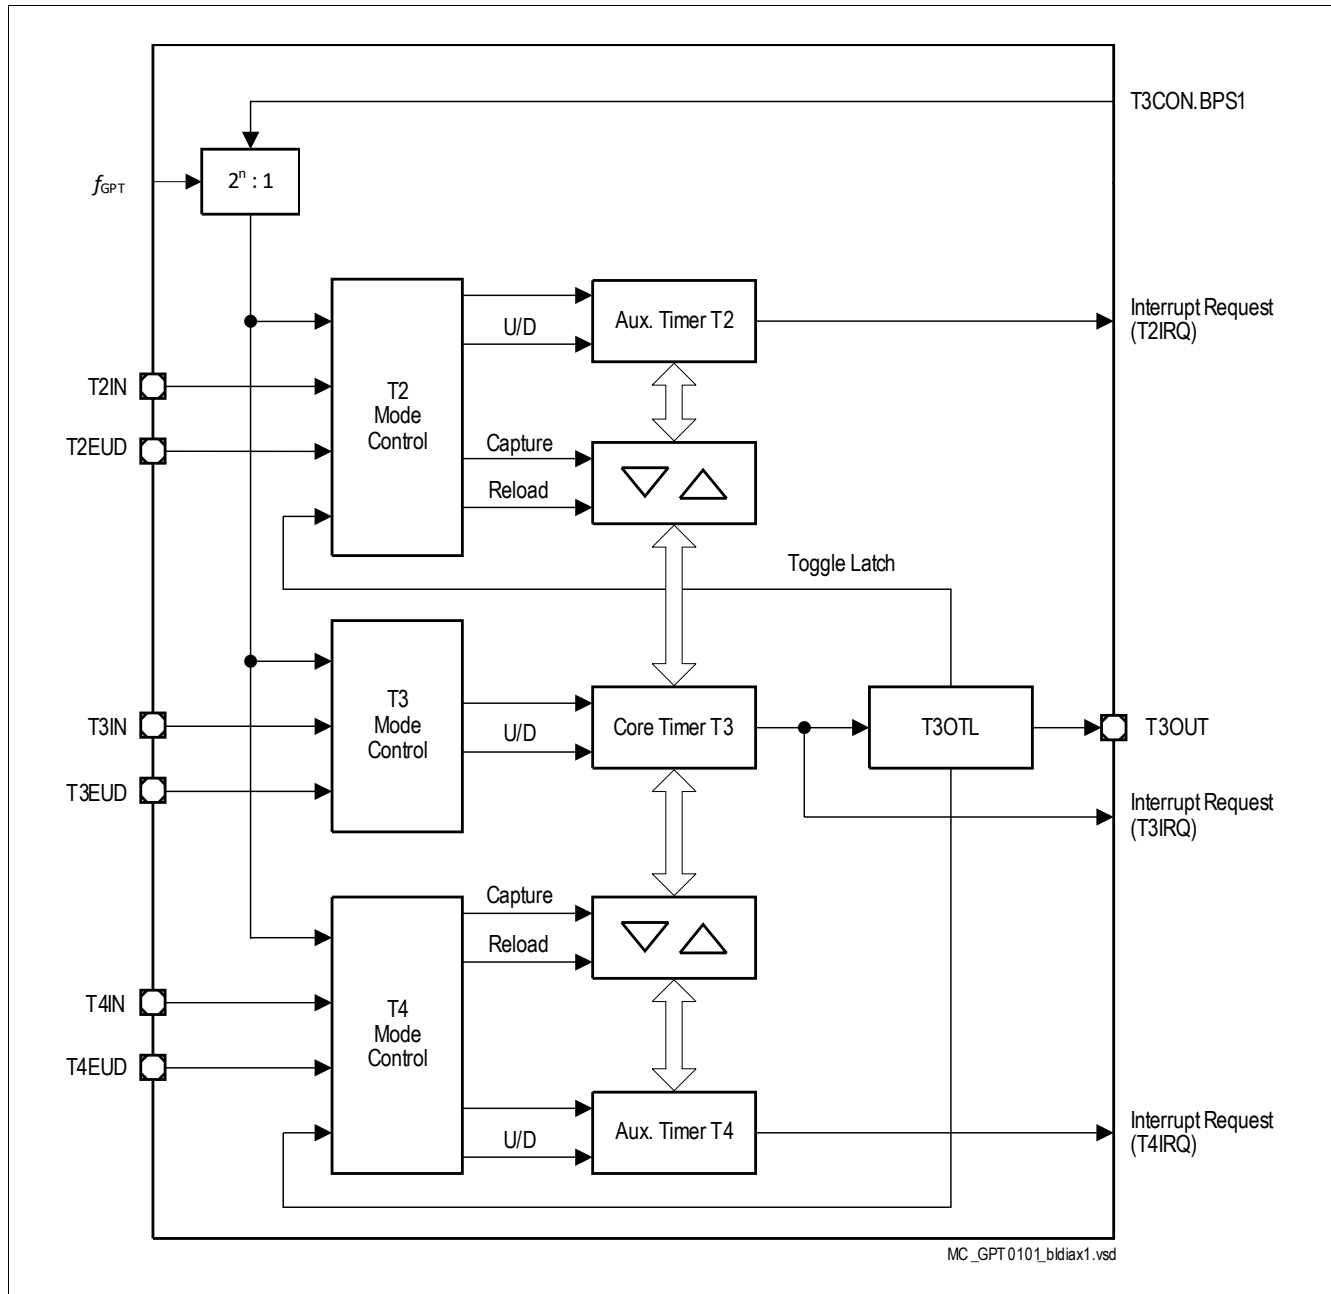 T3CON.BPS1
fGPT
2ⁿ : 1
Interrupt Request
(T2IRQ)
Aux. Timer T2
U/D
T2IN
T2
Mode
Control
T2EUD
Capture
Reload
Toggle Latch
T3IN
T3
Mode
Control
U/D
Core Timer T3
T3OTL
T3OUT
T3EUD
Interrupt Request
(T3IRQ)
Capture
Reload
T4IN
T4
Mode
Control
T4EUD
U/D
Aux. Timer T4
Interrupt Request
(T4IRQ)
MC_GPT0101_bldiax1.vsd